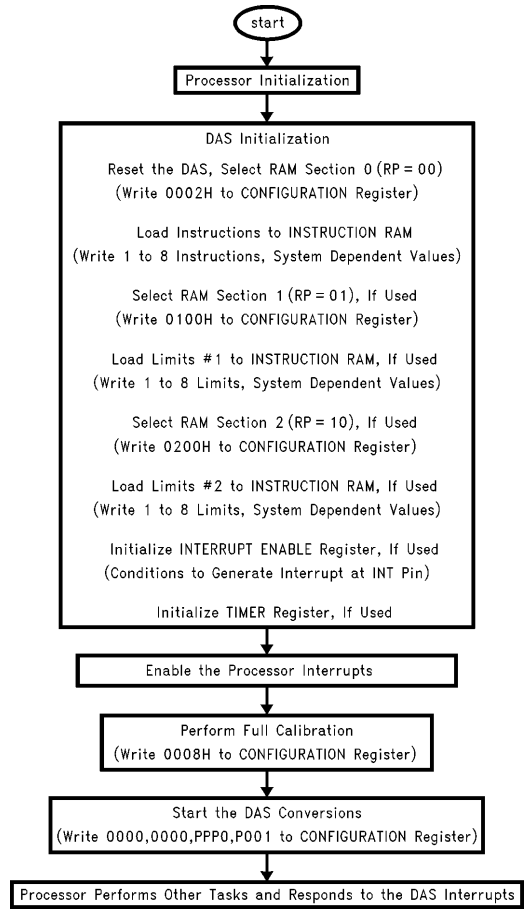 start
Processor Initialization
DAS Initialization
Reset the DAS, Select RAM Section 0 (RP = 00)
(Write 0002H to CONFIGURATION Register)
Load Instructions to INSTRUCTION RAM
(Write 1 to 8 Instructions, System Dependent Values)
Select RAM Section 1 (RP = 01), If Used
(Write 0100H to CONFIGURATION Register)
Load Limits #1 to INSTRUCTION RAM, If Used
(Write 1 to 8 Limits, System Dependent Values)
Select RAM Section 2 (RP = 10), If Used
(Write 0200H to CONFIGURATION Register)
Load Limits #2 to INSTRUCTION RAM, If Used
(Write 1 to 8 Limits, System Dependent Values)
Initialize INTERRUPT ENABLE Register, If Used
(Conditions to Generate Interrupt at INT Pin)
Initialize TIMER Register, If Used
Enable the Processor Interrupts
Perform Full Calibration
(Write 0008H to CONFIGURATION Register)
Start the DAS Conversions
(Write 0000,0000,PPP0,P001 to CONFIGURATION Register)
Processor Performs Other Tasks and Responds to the DAS Interrupts